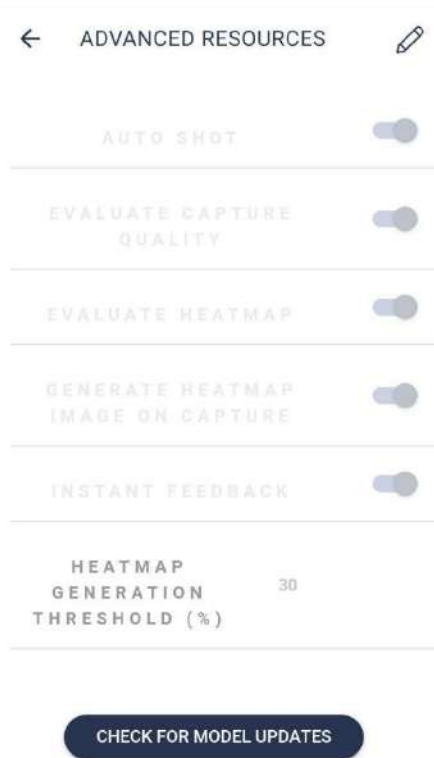 ADVANCED RESOURCES
AUTO SHOT
EVALUATE CAPTURE
QUALITY
EVALUATE HEATMAP
GENERATE HEATMAP
IMAGE ON CAPTURE
INSTANT FEEDBACK
HEATMAP
GENERATION
THRESHOLD (%)
30
CHECK FOR MODEL UPDATES